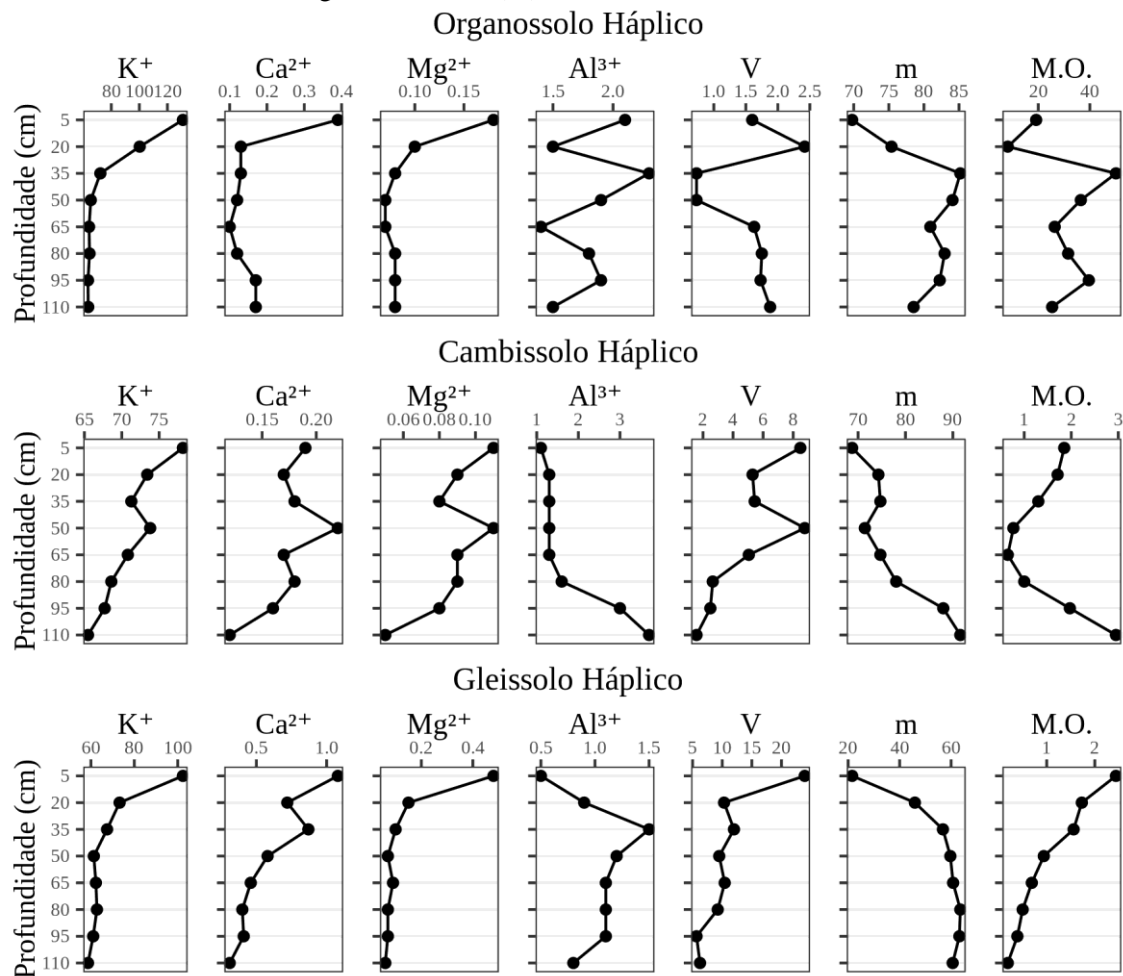 Organossolo Háplico
K⁺ Ca²⁺ Mg²⁺ Al³⁺ V m M.O.
80 100 120 0.1 0.2 0.3 0.4 0.10 0.15 1.5 2.0 1.0 1.5 2.0 2.5 70 75 80 85 20 40
Profundidade (cm)
5
20
35
50
65
80
95
110
Cambissolo Háplico
K⁺ Ca²⁺ Mg²⁺ Al³⁺ V m M.O.
65 70 75 0.15 0.20 0.06 0.08 0.10 1 2 3 2 4 6 8 70 80 90 1 2 3
Profundidade (cm)
5
20
35
50
65
80
95
110
Gleissolo Háplico
K⁺ Ca²⁺ Mg²⁺ Al³⁺ V m M.O.
60 80 100 0.5 1.0 0.2 0.4 0.5 1.0 1.5 5 10 15 20 20 40 60 1 2
Profundidade (cm)
5
20
35
50
65
80
95
110